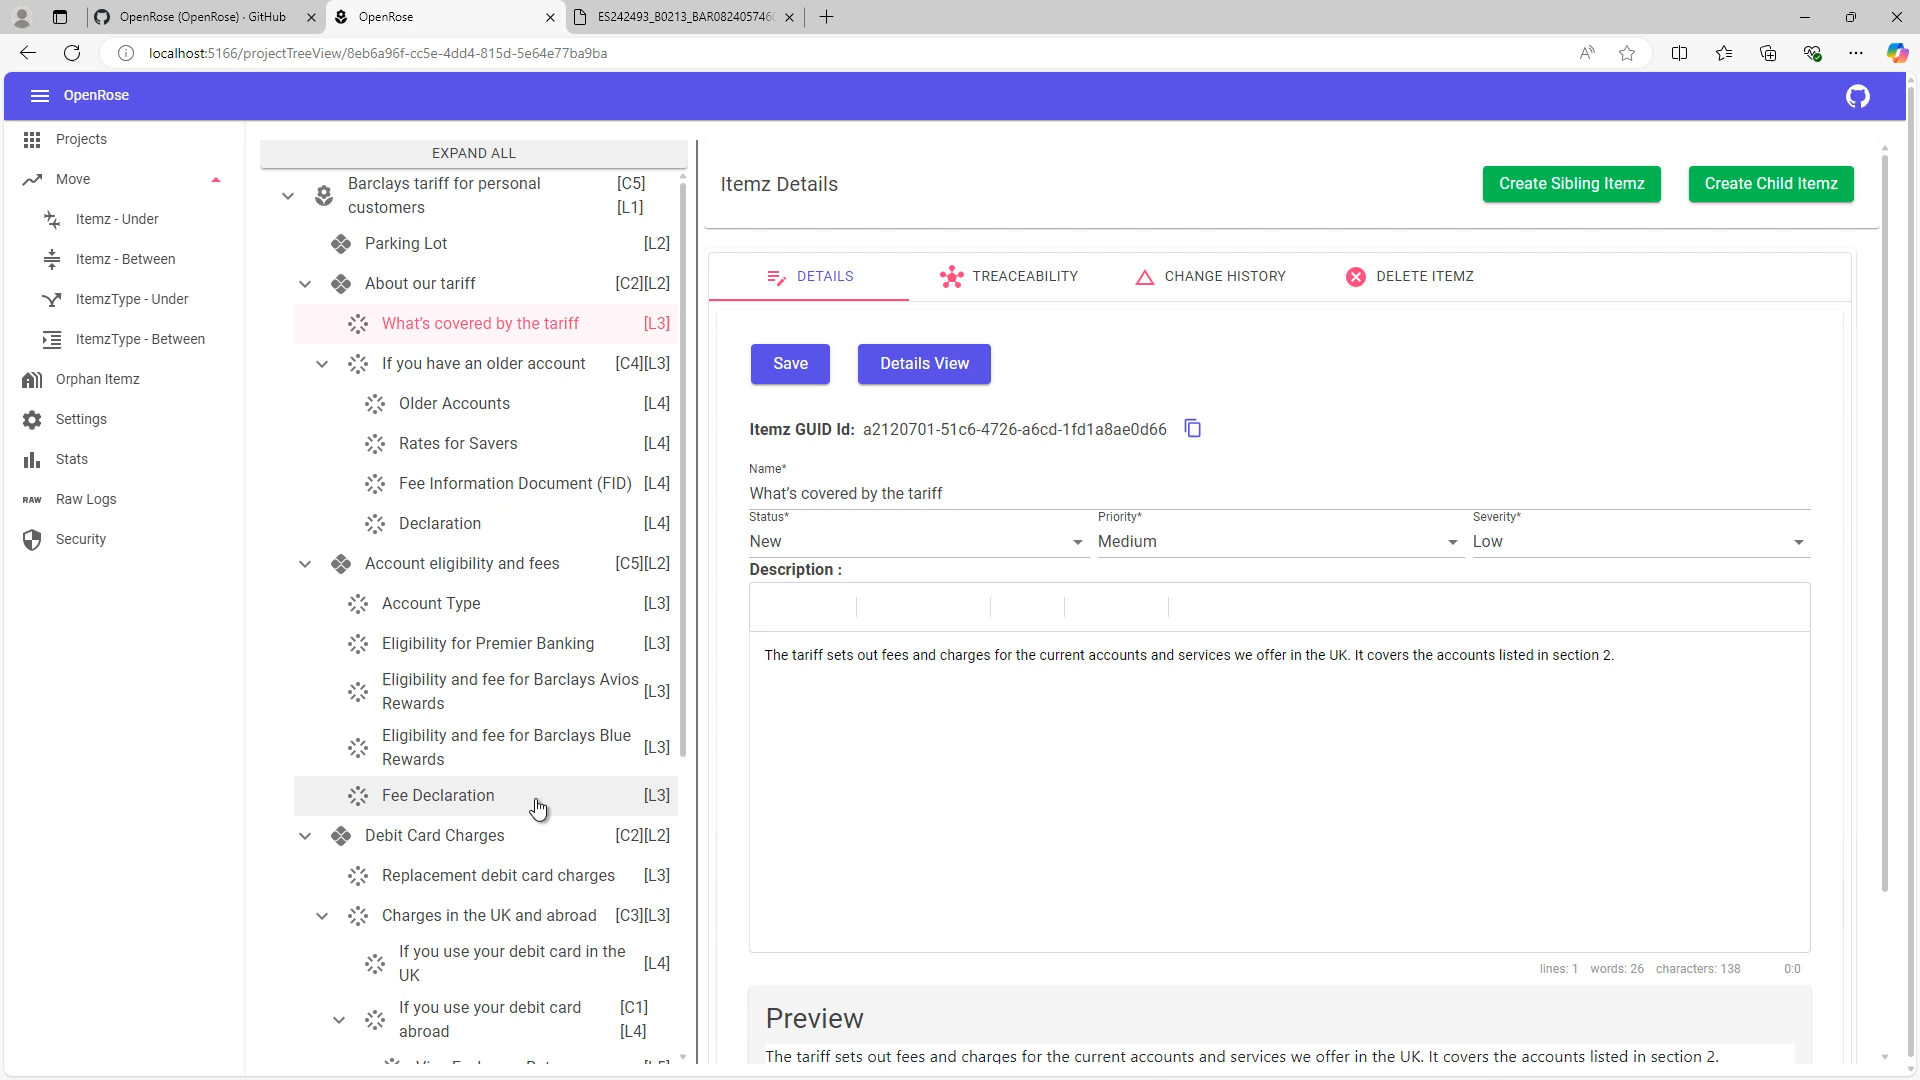 OpenRose (OpenRose) · GitHub
OpenRose
ES242493_B0213_BAR0824057460
localhost:5166/projectTreeView/8eb6a96f-cc5e-4dd4-815d-5e64e77ba9ba
OpenRose
Projects
Move
Itemz - Under
Itemz - Between
ItemzType - Under
ItemzType - Between
Orphan Itemz
Settings
Stats
RAW Raw Logs
Security
EXPAND ALL
Barclays tariff for personal customers [C5] [L1]
Parking Lot [L2]
About our tariff [C2][L2]
What's covered by the tariff [L3]
If you have an older account [C4][L3]
Older Accounts [L4]
Rates for Savers [L4]
Fee Information Document (FID) [L4]
Declaration [L4]
Account eligibility and fees [C5][L2]
Account Type [L3]
Eligibility for Premier Banking [L3]
Eligibility and fee for Barclays Avios Rewards [L3]
Eligibility and fee for Barclays Blue Rewards [L3]
Fee Declaration [L3]
Debit Card Charges [C2][L2]
Replacement debit card charges [L3]
Charges in the UK and abroad [C3][L3]
If you use your debit card in the UK [L4]
If you use your debit card abroad [C1] [L4]
Itemz Details
Create Sibling Itemz
Create Child Itemz
DETAILS
TRACEABILITY
CHANGE HISTORY
DELETE ITEMZ
Save
Details View
Itemz GUID Id: a2120701-51c6-4726-a6cd-1fd1a8ae0d66
Name*
What's covered by the tariff
Status* Priority* Severity*
New Medium Low
Description :
The tariff sets out fees and charges for the current accounts and services we offer in the UK. It covers the accounts listed in section 2.
lines: 1 words: 26 characters: 138 0:0
Preview
The tariff sets out fees and charges for the current accounts and services we offer in the UK. It covers the accounts listed in section 2.